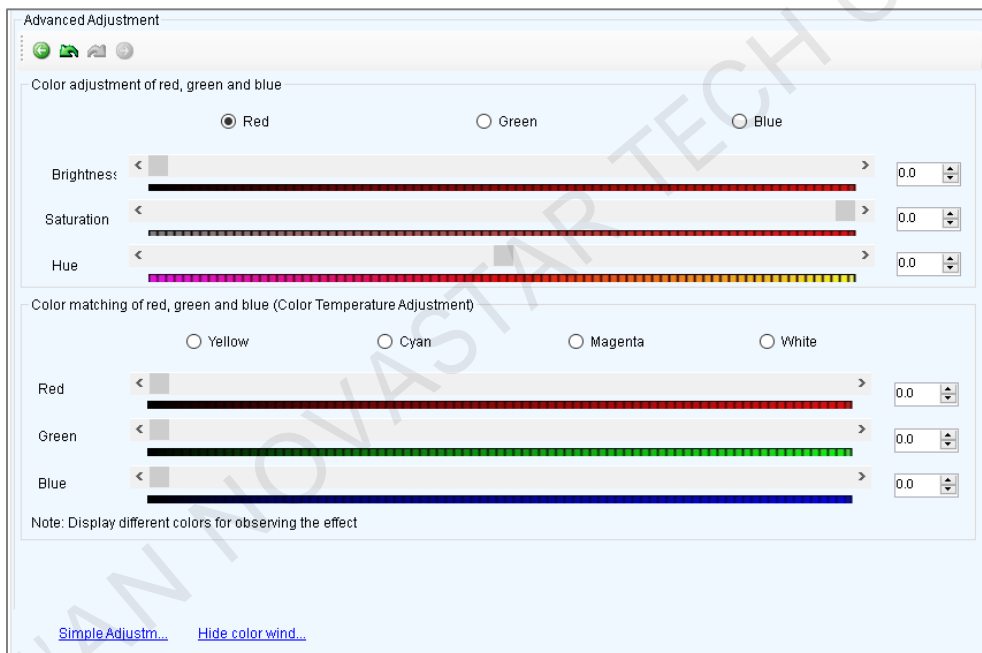 Advanced Adjustment
Color adjustment of red, green and blue
Red Green Blue
Brightness 0.0
Saturation 0.0
Hue 0.0
Color matching of red, green and blue (Color Temperature Adjustment)
Yellow Cyan Magenta White
Red 0.0
Green 0.0
Blue 0.0
Note: Display different colors for observing the effect
Simple Adjustm... Hide color wind...
NOVASTAR TECH